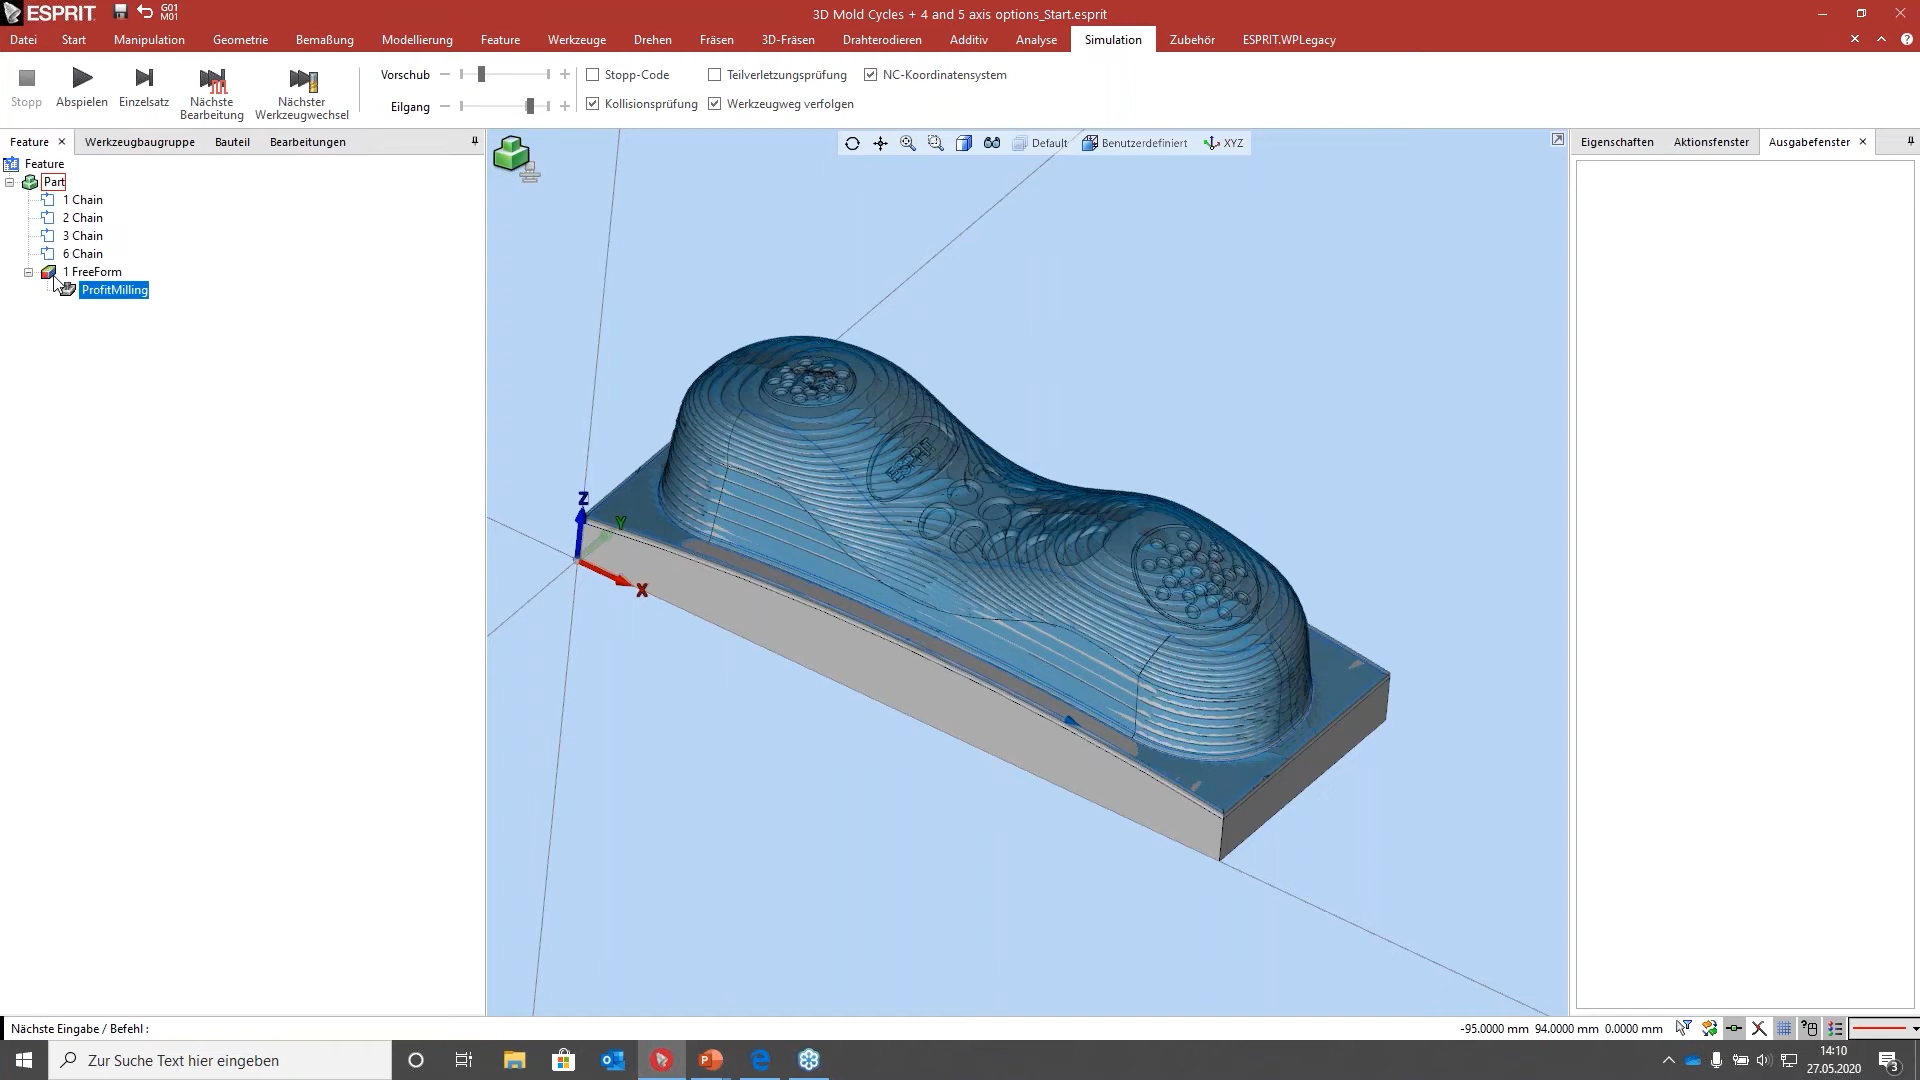 ESPRIT
G01
M01
3D Mold Cycles + 4 and 5 axis options_Start.esprit
Datei Start Manipulation Geometrie Bemaßung Modellierung Feature Werkzeuge Drehen Fräsen 3D-Fräsen Drahterodieren Additiv Analyse Simulation Zubehör ESPRIT.WPLegacy
Stopp
Abspielen
Einzelsatz
Nächste
Bearbeitung
Nächster
Werkzeugwechsel
Vorschub
Eilgang
Stopp-Code Teilverletzungsprüfung NC-Koordinatensystem
Kollisionsprüfung Werkzeugweg verfolgen
Feature Werkzeugbaugruppe Bauteil Bearbeitungen
Default Benutzerdefiniert XYZ
Eigenschaften Aktionsfenster Ausgabefenster
Feature
Part
1 Chain
2 Chain
3 Chain
6 Chain
1 FreeForm
ProfitMilling
ESPRIT
Z
Y
X
Nächste Eingabe / Befehl :
-95.0000 mm 94.0000 mm 0.0000 mm
Zur Suche Text hier eingeben
14:10
27.05.2020
3